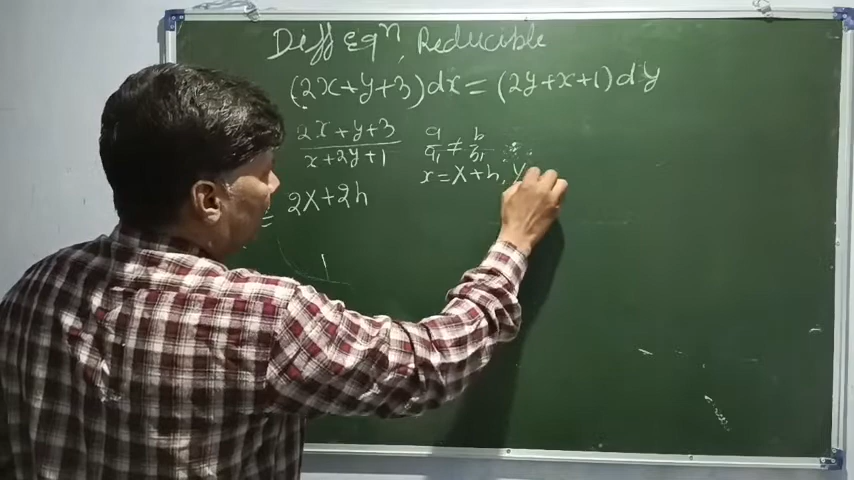 Diff Eqn, Reducible
(2x+y+3)dx = (2y+x+1)dy
2x+y+3 / x+2y+1
a/a₁ ≠ b/b₁
x = X+h, y
= 2X+2h